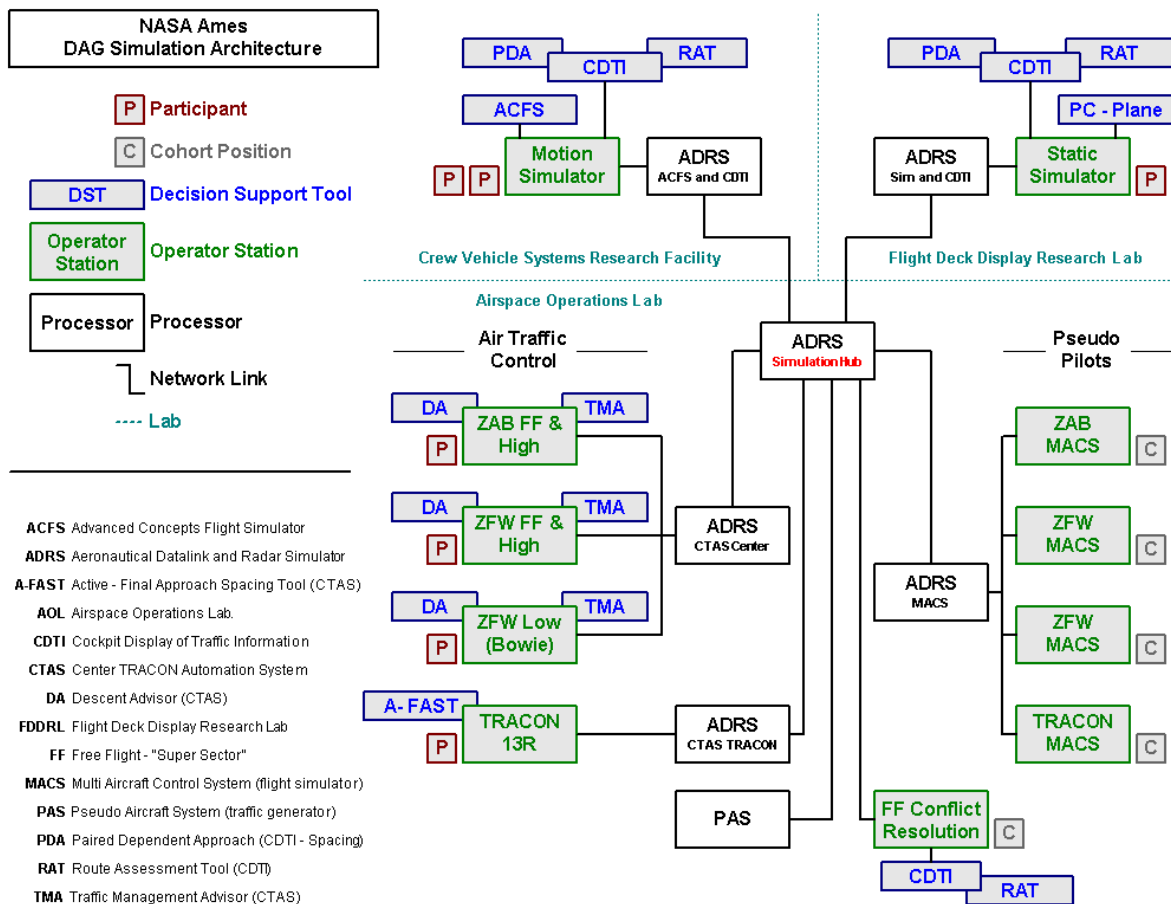 NASA Ames
DAG Simulation Architecture
P Participant
C Cohort Position
DST Decision Support Tool
Operator
Station
Operator Station
Processor Processor
Network Link
---- Lab
ACFS Advanced Concepts Flight Simulator
ADRS Aeronautical Datalink and Radar Simulator
A-FAST Active - Final Approach Spacing Tool (CTAS)
AOL Airspace Operations Lab.
CDTI Cockpit Display of Traffic Information
CTAS Center TRACON Automation System
DA Descent Advisor (CTAS)
FDDRL Flight Deck Display Research Lab
FF Free Flight - "Super Sector"
MACS Multi Aircraft Control System (flight simulator)
PAS Pseudo Aircraft System (traffic generator)
PDA Paired Dependent Approach (CDTI - Spacing)
RAT Route Assessment Tool (CDTI)
TMA Traffic Management Advisor (CTAS)
PDA
CDTI
RAT
ACFS
Motion
Simulator
P P
ADRS
ACFS and CDTI
Crew Vehicle Systems Research Facility
PDA
CDTI
RAT
PC - Plane
ADRS
Sim and CDTI
Static
Simulator
P
Flight Deck Display Research Lab
Airspace Operations Lab
Air Traffic
Control
ADRS
SimulationHub
Pseudo
Pilots
DA
TMA
ZAB FF &
High
P
DA
TMA
ZFW FF &
High
P
ADRS
CTAS Center
DA
TMA
ZFW Low
(Bowie)
P
A- FAST
TRACON
13R
P
ADRS
CTAS TRACON
PAS
ZAB
MACS
C
ZFW
MACS
C
ADRS
MACS
ZFW
MACS
C
TRACON
MACS
C
FF Conflict
Resolution
C
CDTI
RAT